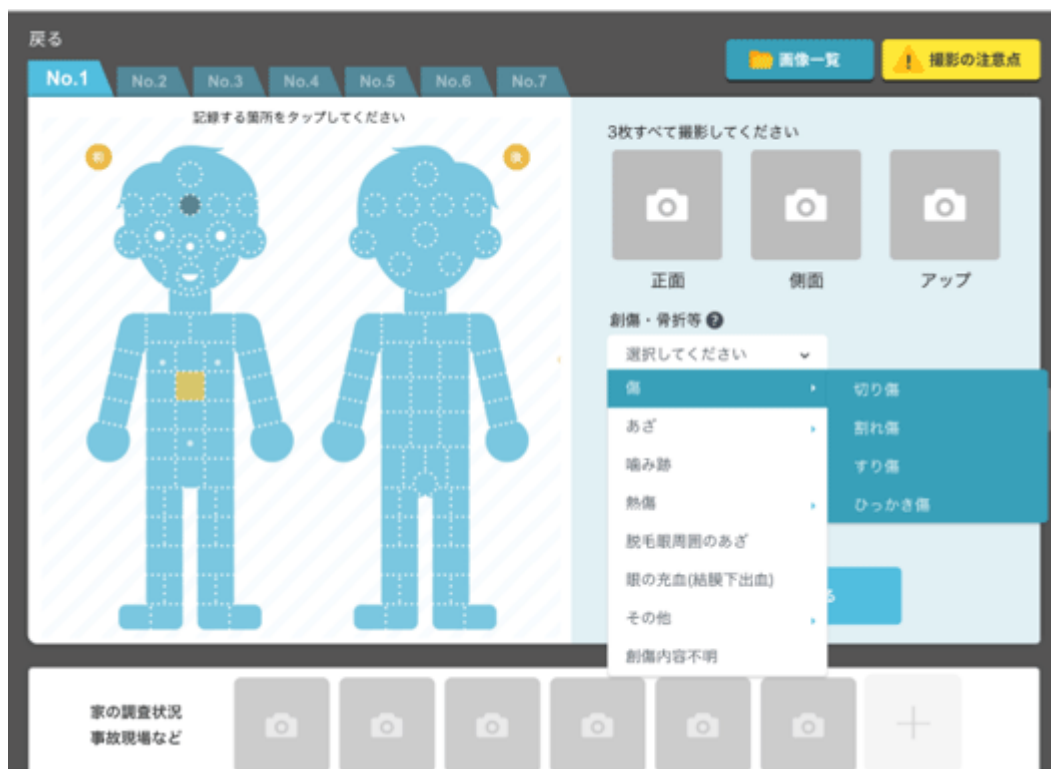 戻る
画像一覧
撮影の注意点
No.1
No.2
No.3
No.4
No.5
No.6
No.7
記録する箇所をタップしてください
前
後
3枚すべて撮影してください
正面
側面
アップ
創傷・骨折等 ?
選択してください
傷
切り傷
あざ
割れ傷
噛み跡
すり傷
熱傷
ひっかき傷
脱毛眼周囲のあざ
眼の充血(結膜下出血)
その他
る
創傷内容不明
家の調査状況
事故現場など